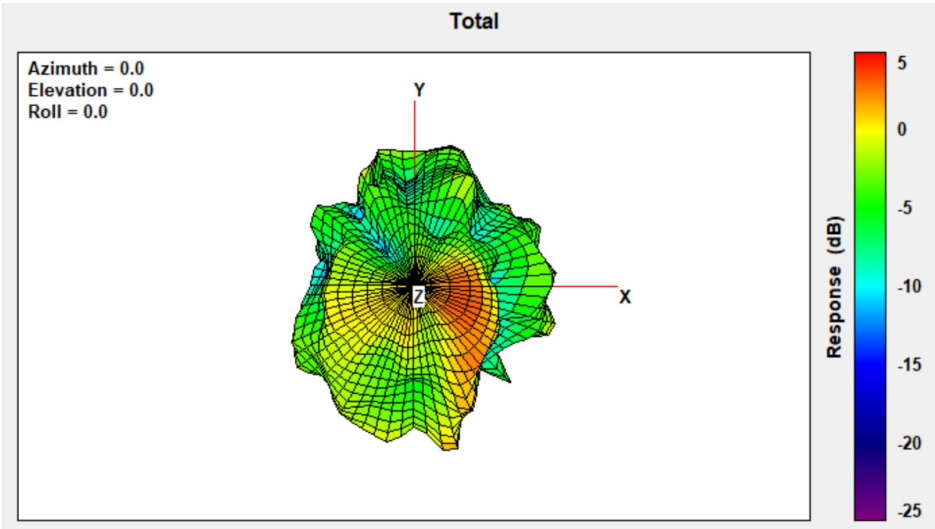 Total
Azimuth = 0.0
Elevation = 0.0
Roll = 0.0
Y
Z
X
Response (dB)
5
0
-5
-10
-15
-20
-25